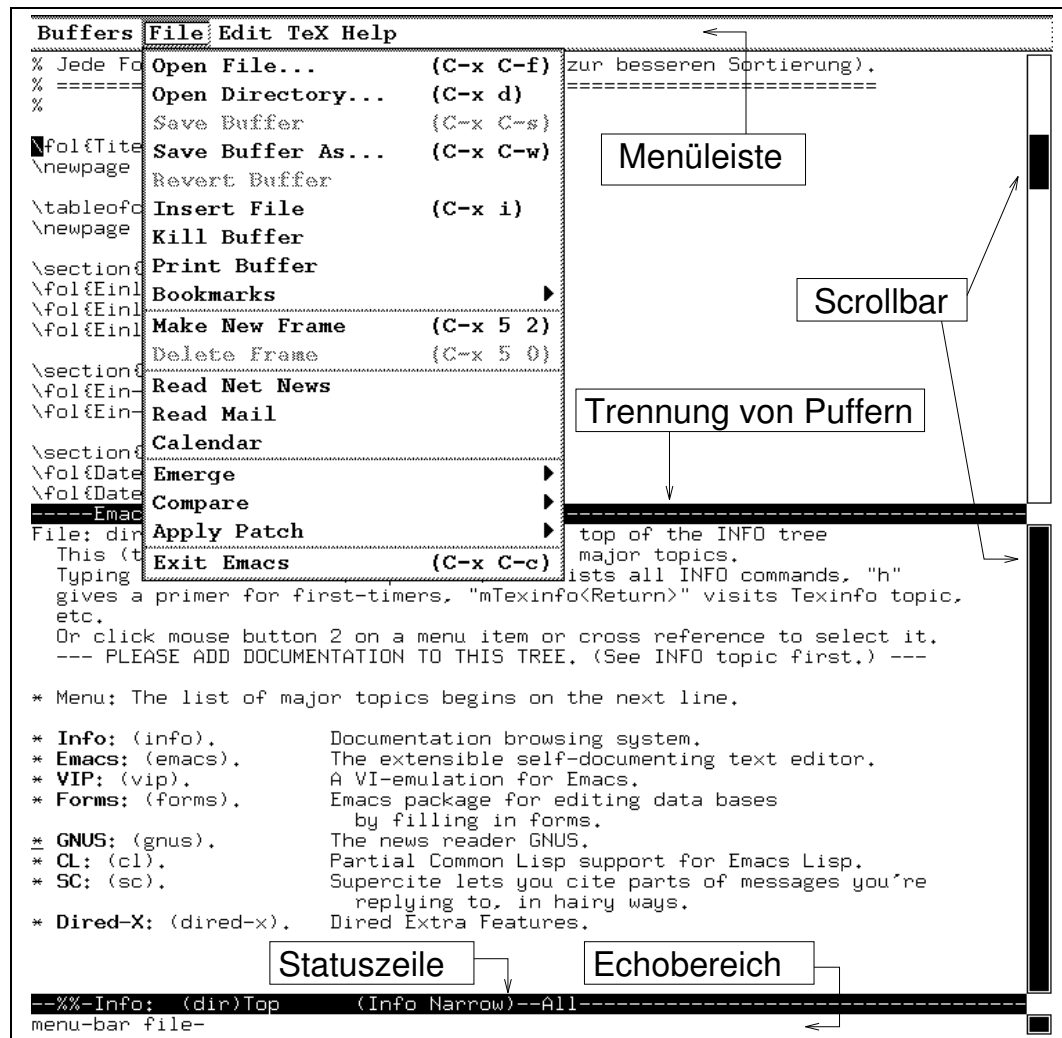 Buffers File Edit TeX Help
% Jede Fo
zur besseren Sortierung).
% =======
===============================
%
\fol{Tite
\newpage
\tableofc
\newpage
\section{
\fol{Einl
\fol{Einl
\fol{Einl
\section{
\fol{Ein-
\fol{Ein-
\section{
\fol{Date
\fol{Date
Open File... (C-x C-f)
Open Directory... (C-x d)
Save Buffer (C-x C-s)
Save Buffer As... (C-x C-w)
Revert Buffer
Insert File (C-x i)
Kill Buffer
Print Buffer
Bookmarks
Make New Frame (C-x 5 2)
Delete Frame (C-x 5 0)
Read Net News
Read Mail
Calendar
Emerge
Compare
Apply Patch
Exit Emacs (C-x C-c)
Menüleiste
Scrollbar
Trennung von Puffern
-----Emac
File: dir
top of the INFO tree
This (t
major topics.
Typing
ists all INFO commands, "h"
gives a primer for first-timers, "mTexinfo<Return>" visits Texinfo topic,
etc.
Or click mouse button 2 on a menu item or cross reference to select it.
--- PLEASE ADD DOCUMENTATION TO THIS TREE. (See INFO topic first.) ---
* Menu: The list of major topics begins on the next line.
* Info: (info). Documentation browsing system.
* Emacs: (emacs). The extensible self-documenting text editor.
* VIP: (vip). A VI-emulation for Emacs.
* Forms: (forms). Emacs package for editing data bases
by filling in forms.
* GNUS: (gnus). The news reader GNUS.
* CL: (cl). Partial Common Lisp support for Emacs Lisp.
* SC: (sc). Supercite lets you cite parts of messages you're
replying to, in hairy ways.
* Dired-X: (dired-x). Dired Extra Features.
Statuszeile
Echobereich
--%%-Info: (dir)Top (Info Narrow)--All-----------------------------------------
menu-bar file-